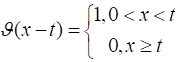 ϑ(x−t) = { 1, 0 < x < t
0, x ≥ t